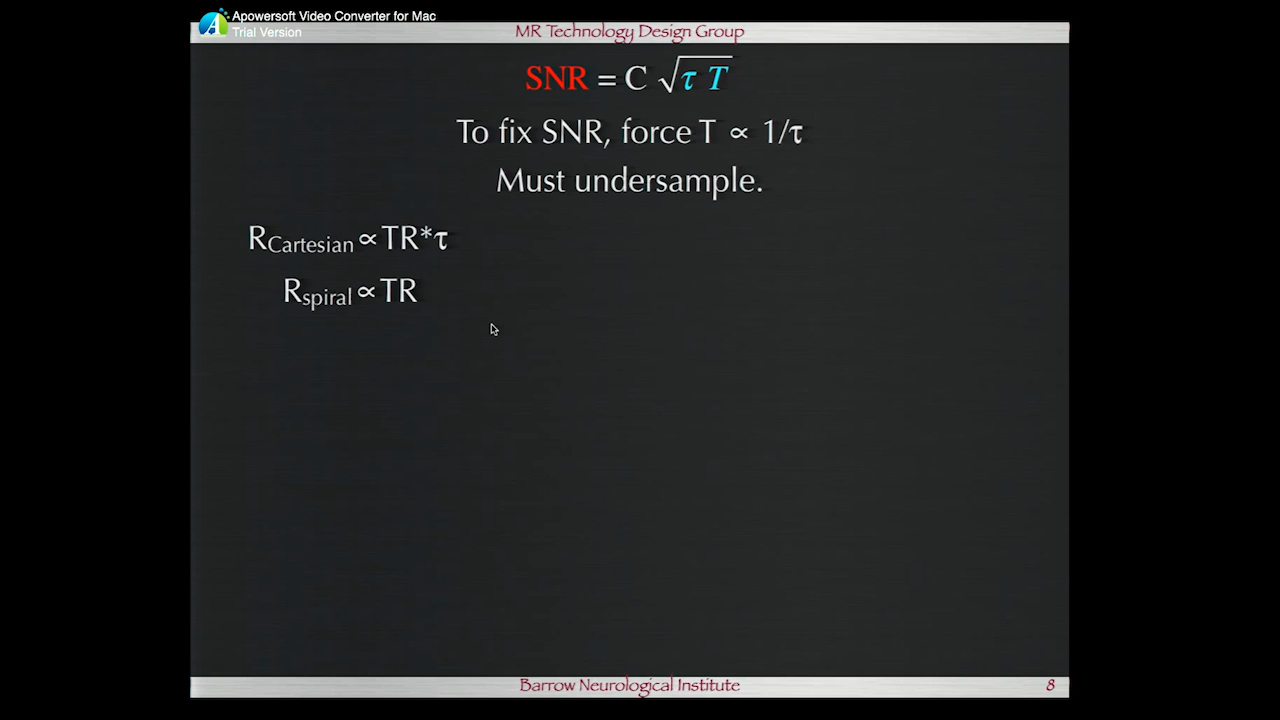 Apowersoft Video Converter for Mac
Trial Version
MR Technology Design Group
SNR = C √τ T
To fix SNR, force T ∝ 1/τ
Must undersample.
RCartesian ∝ TR*τ
Rspiral ∝ TR
Barrow Neurological Institute
8